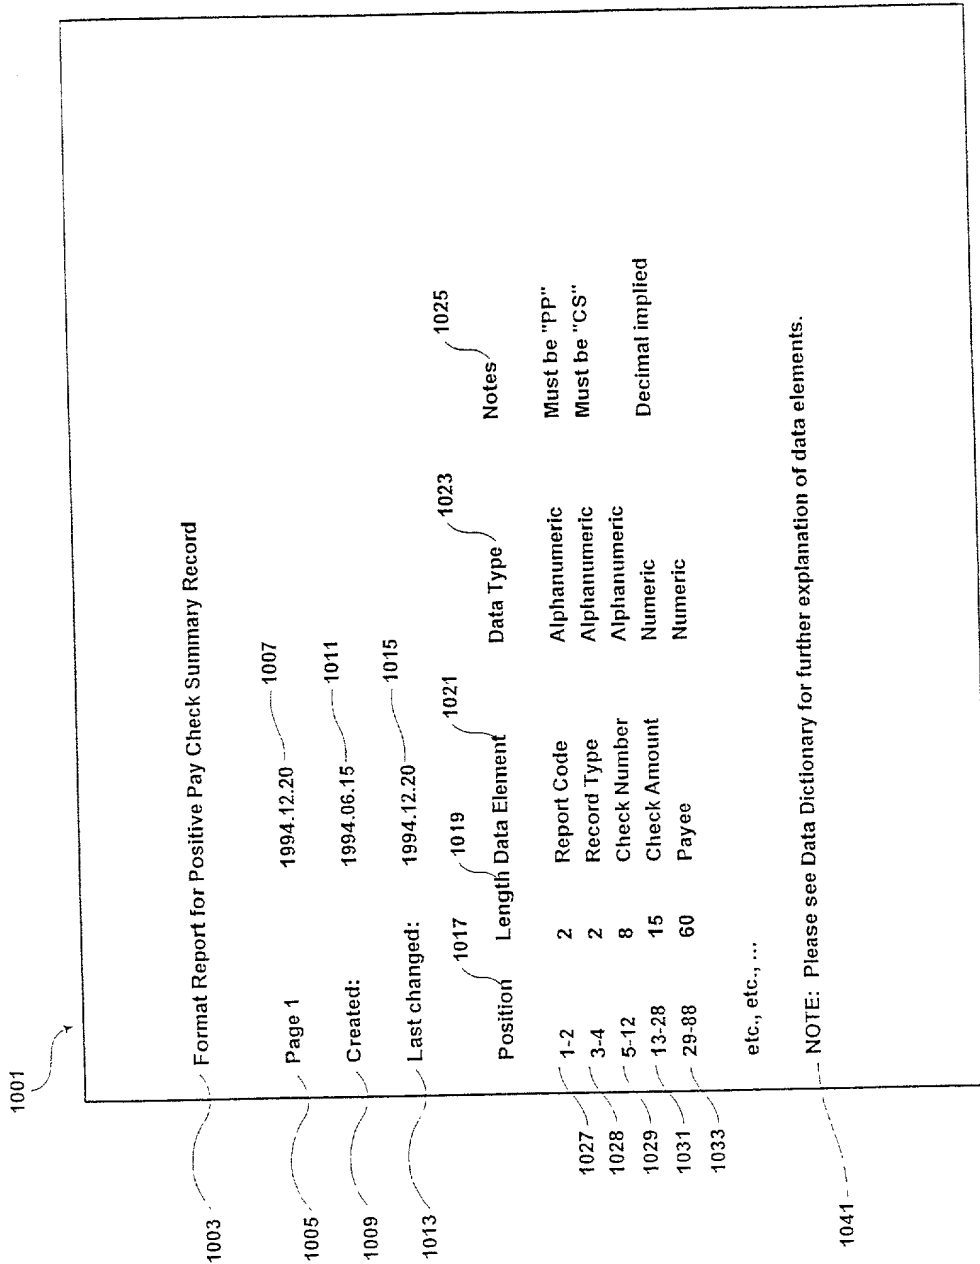 1001
1003 Format Report for Positive Pay Check Summary Record
1005 Page 1 1994.12.20 1007
1009 Created: 1994.06.15 1011
1013 Last changed: 1994.12.20 1015
1017 1019 1021 1023 1025
Position Length Data Element Data Type Notes
1027 1-2 2 Report Code Alphanumeric Must be "PP"
1028 3-4 2 Record Type Alphanumeric Must be "CS"
1029 5-12 8 Check Number Alphanumeric
1031 13-28 15 Check Amount Numeric Decimal implied
1033 29-88 60 Payee Numeric
etc., etc., ...
1041 NOTE: Please see Data Dictionary for further explanation of data elements.